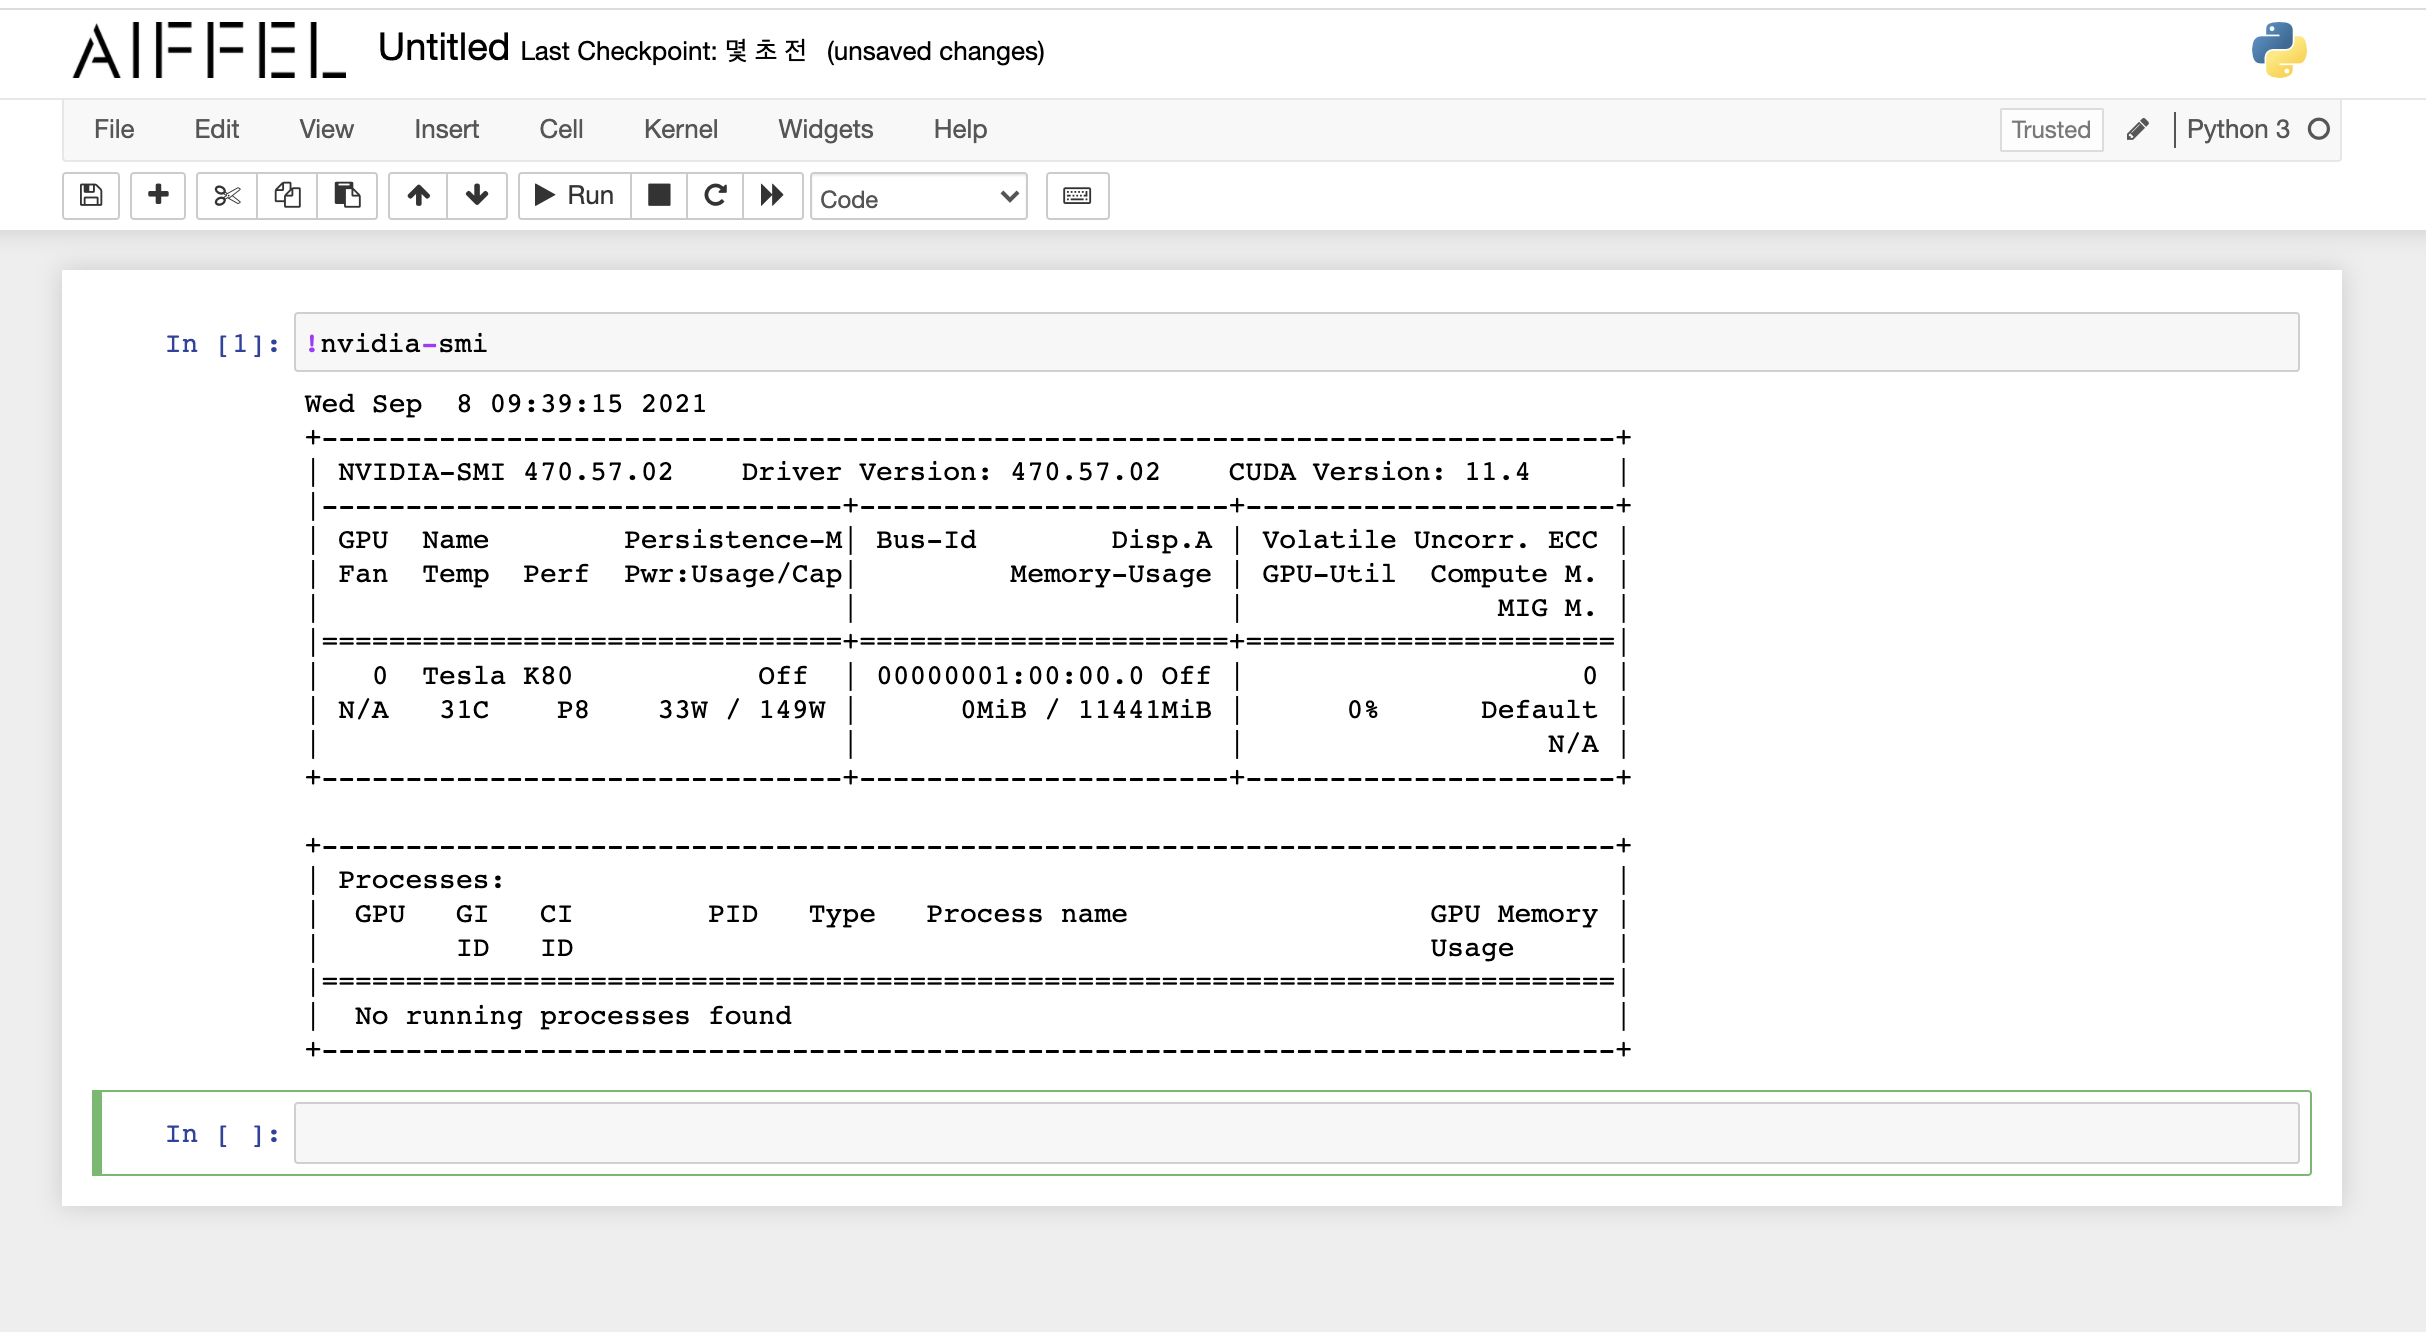 AIFFEL Untitled Last Checkpoint: 몇 초 전 (unsaved changes)
File Edit View Insert Cell Kernel Widgets Help Trusted Python 3
Run Code
In [1]: !nvidia-smi
Wed Sep  8 09:39:15 2021
+-----------------------------------------------------------------------------+
| NVIDIA-SMI 470.57.02    Driver Version: 470.57.02    CUDA Version: 11.4     |
|-------------------------------+----------------------+----------------------+
| GPU  Name        Persistence-M| Bus-Id        Disp.A | Volatile Uncorr. ECC |
| Fan  Temp  Perf  Pwr:Usage/Cap|         Memory-Usage | GPU-Util  Compute M. |
|                               |                      |               MIG M. |
|===============================+======================+======================|
|   0  Tesla K80           Off  | 00000001:00:00.0 Off |                    0 |
| N/A   31C    P8    33W / 149W |      0MiB / 11441MiB |      0%      Default |
|                               |                      |                  N/A |
+-------------------------------+----------------------+----------------------+
+-----------------------------------------------------------------------------+
| Processes:                                                                  |
|  GPU   GI   CI        PID   Type   Process name                  GPU Memory |
|        ID   ID                                                   Usage      |
|=============================================================================|
|  No running processes found                                                 |
+-----------------------------------------------------------------------------+
In [ ]: